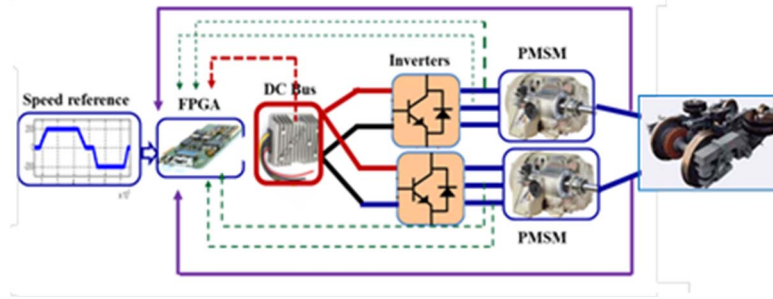 PMSM
Inverters
DC Bus
FPGA
Speed reference
PMSM